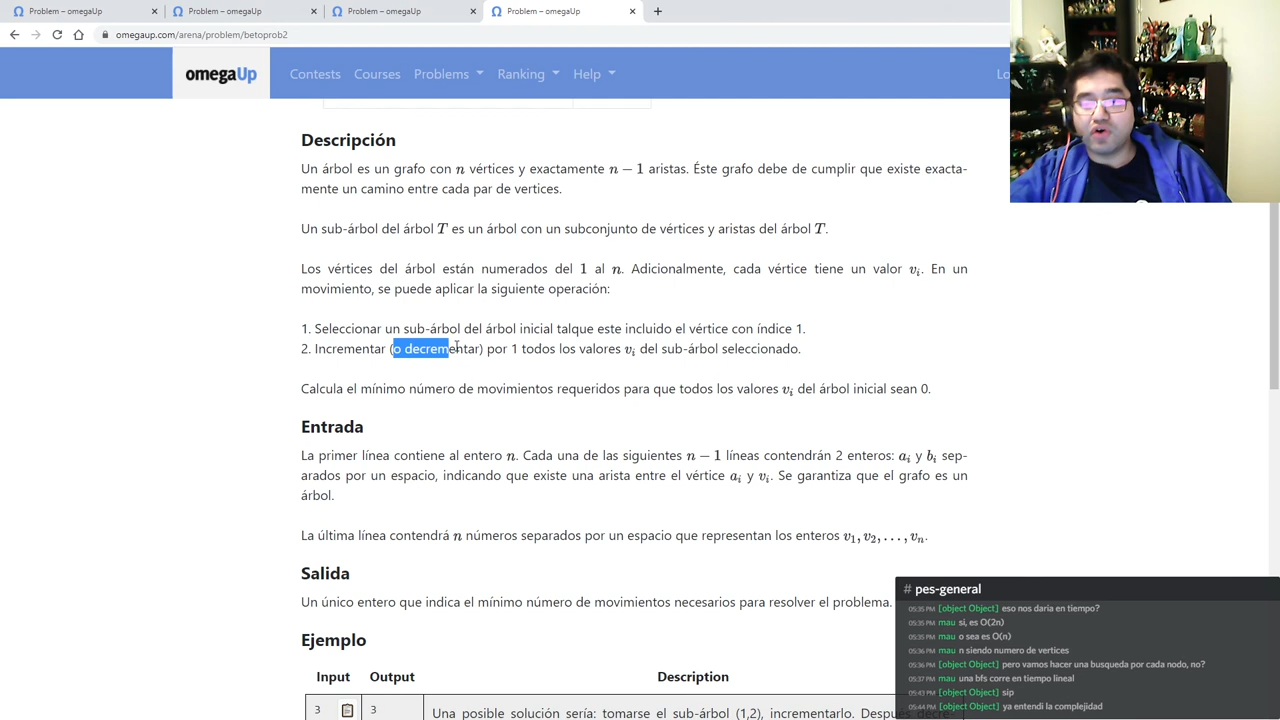 Problem – omegaUp
Problem – omegaUp
Problem – omegaUp
Problem – omegaUp
omegaup.com/arena/problem/betoprob2
omegaUp
Contests
Courses
Problems
Ranking
Help
Lo
Descripción
Un árbol es un grafo con n vértices y exactamente n − 1 aristas. Éste grafo debe de cumplir que existe exacta-
mente un camino entre cada par de vertices.
Un sub-árbol del árbol T es un árbol con un subconjunto de vértices y aristas del árbol T.
Los vértices del árbol están numerados del 1 al n. Adicionalmente, cada vértice tiene un valor vᵢ. En un
movimiento, se puede aplicar la siguiente operación:
1. Seleccionar un sub-árbol del árbol inicial talque este incluido el vértice con índice 1.
2. Incrementar (o decrementar) por 1 todos los valores vᵢ del sub-árbol seleccionado.
Calcula el mínimo número de movimientos requeridos para que todos los valores vᵢ del árbol inicial sean 0.
Entrada
La primer línea contiene al entero n. Cada una de las siguientes n − 1 líneas contendrán 2 enteros: aᵢ y bᵢ sep-
arados por un espacio, indicando que existe una arista entre el vértice aᵢ y vᵢ. Se garantiza que el grafo es un
árbol.
La última línea contendrá n números separados por un espacio que representan los enteros v₁, v₂, . . . , vₙ.
Salida
Un único entero que indica el mínimo número de movimientos necesarios para resolver el problema.
Ejemplo
Input Output Description
3 3 Una posible solución sería: tomarse el sub-árbol (1,2), incrementarlo. Después decre-
# pes-general
05:35 PM [object Object] eso nos daria en tiempo?
05:35 PM mau si, es O(2n)
05:35 PM mau o sea es O(n)
05:36 PM mau n siendo numero de vertices
05:36 PM [object Object] pero vamos hacer una busqueda por cada nodo, no?
05:37 PM mau una bfs corre en tiempo lineal
05:43 PM [object Object] sip
05:44 PM [object Object] ya entendi la complejidad